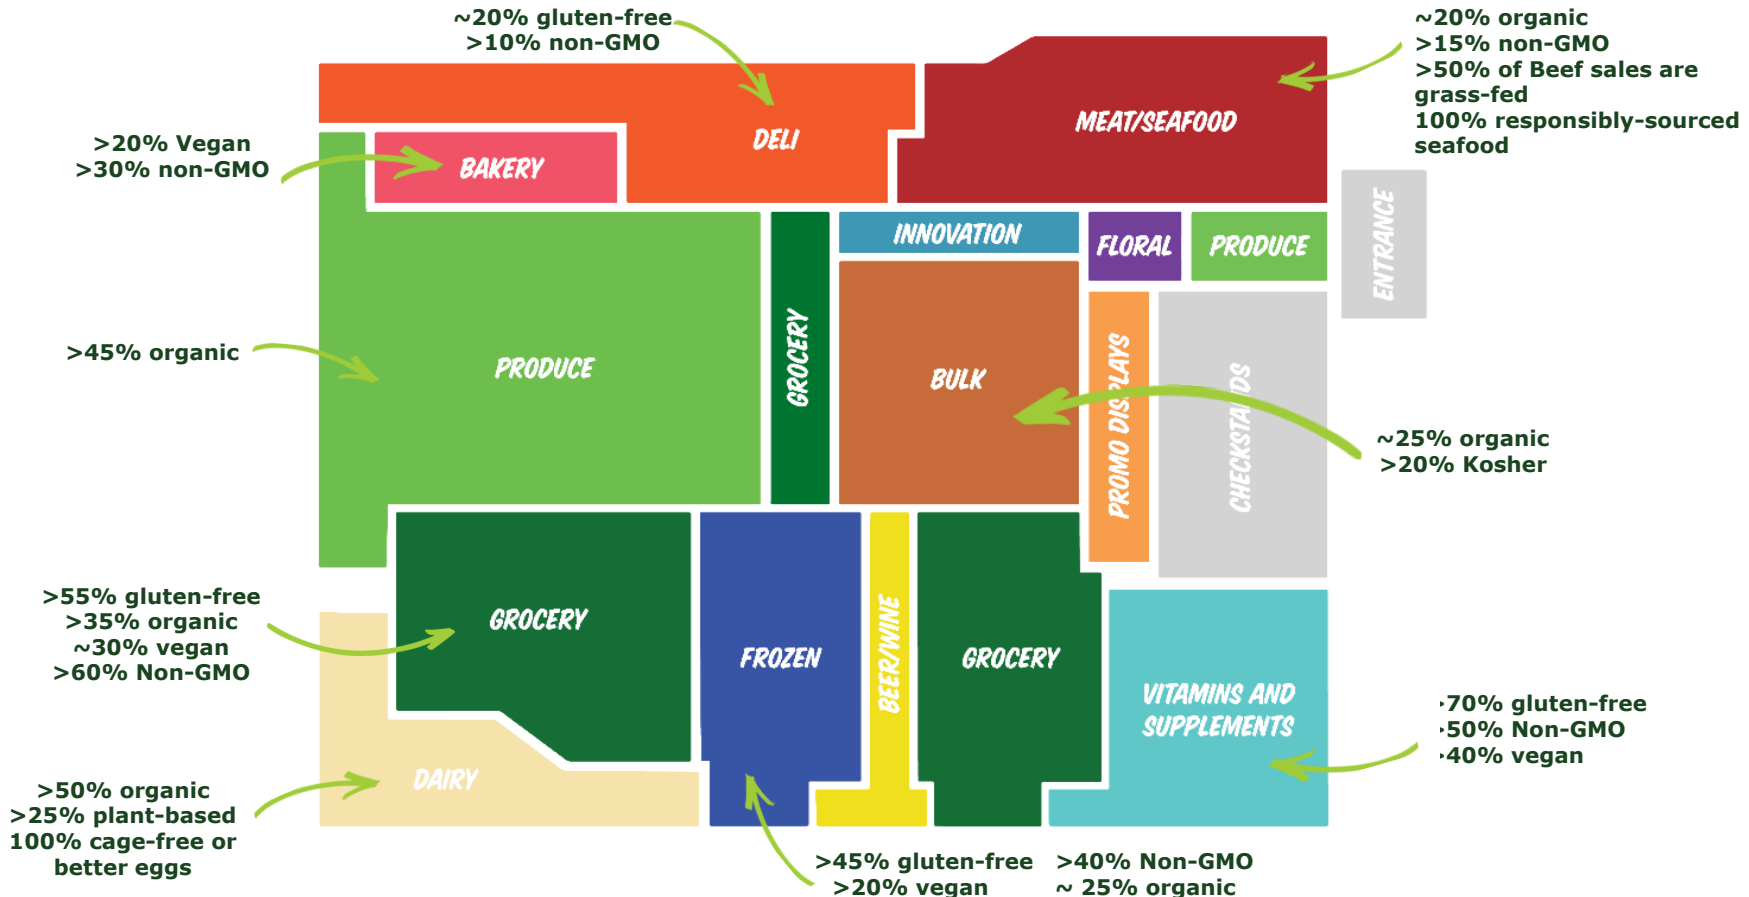 ~20% gluten-free
>10% non-GMO
~20% organic
>15% non-GMO
>50% of Beef sales are
grass-fed
100% responsibly-sourced
seafood
>20% Vegan
>30% non-GMO
BAKERY
DELI
MEAT/SEAFOOD
ENTRANCE
INNOVATION
FLORAL
PRODUCE
>45% organic
PRODUCE
GROCERY
BULK
PROMO DISPLAYS
CHECKSTANDS
~25% organic
>20% Kosher
>55% gluten-free
>35% organic
~30% vegan
>60% Non-GMO
GROCERY
FROZEN
BEER/WINE
GROCERY
VITAMINS AND
SUPPLEMENTS
>70% gluten-free
>50% Non-GMO
>40% vegan
DAIRY
>50% organic
>25% plant-based
100% cage-free or
better eggs
>45% gluten-free
>20% vegan
>40% Non-GMO
~ 25% organic